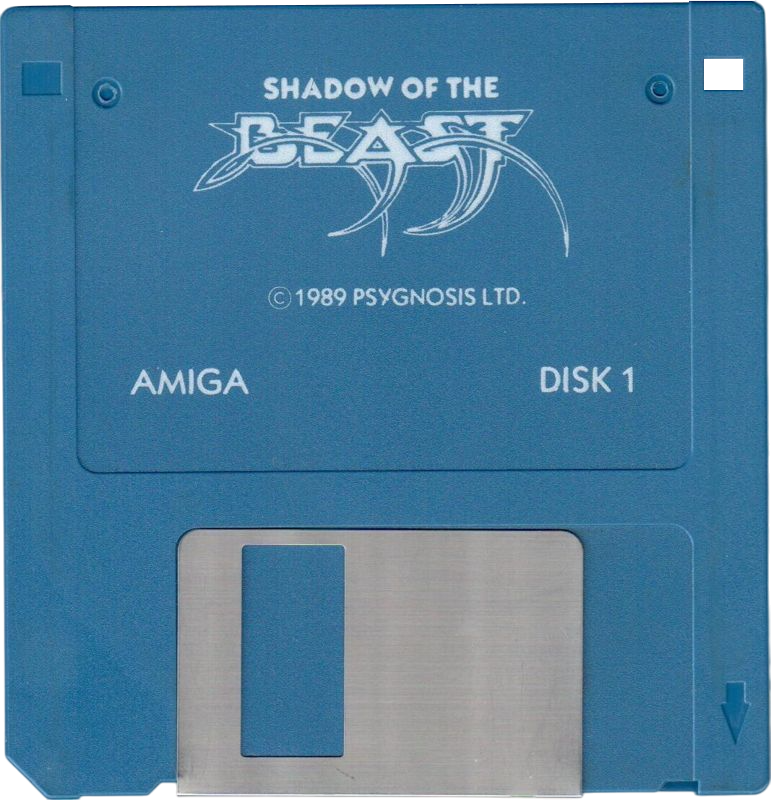 SHADOW OF THE
BEAST
© 1989 PSYGNOSIS LTD.
AMIGA
DISK 1